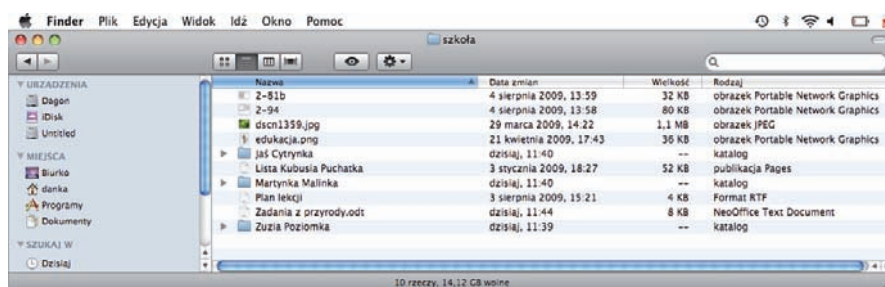 Finder Plik Edycja Widok Idź Okno Pomoc
szkoła
URZĄDZENIA
Dagon
iDisk
Untitled
MIEJSCA
Biurko
danka
Programy
Dokumenty
SZUKAJ W
Dzisiaj
Nazwa Data zmian Wielkość Rodzaj
2-81b 4 sierpnia 2009, 13:59 32 KB obrazek Portable Network Graphics
2-94 4 sierpnia 2009, 13:58 80 KB obrazek Portable Network Graphics
dscn1359.jpg 29 marca 2009, 14:22 1,1 MB obrazek JPEG
edukacja.png 21 kwietnia 2009, 17:43 36 KB obrazek Portable Network Graphics
Jaś Cytrynka dzisiaj, 11:40 -- katalog
Lista Kubusia Puchatka 3 stycznia 2009, 18:27 52 KB publikacja Pages
Martynka Malinka dzisiaj, 11:40 -- katalog
Plan lekcji 3 sierpnia 2009, 15:21 4 KB Format RTF
Zadania z przyrody.odt dzisiaj, 11:44 8 KB NeoOffice Text Document
Zuzia Poziomka dzisiaj, 11:39 -- katalog
10 rzeczy, 14,12 GB wolne